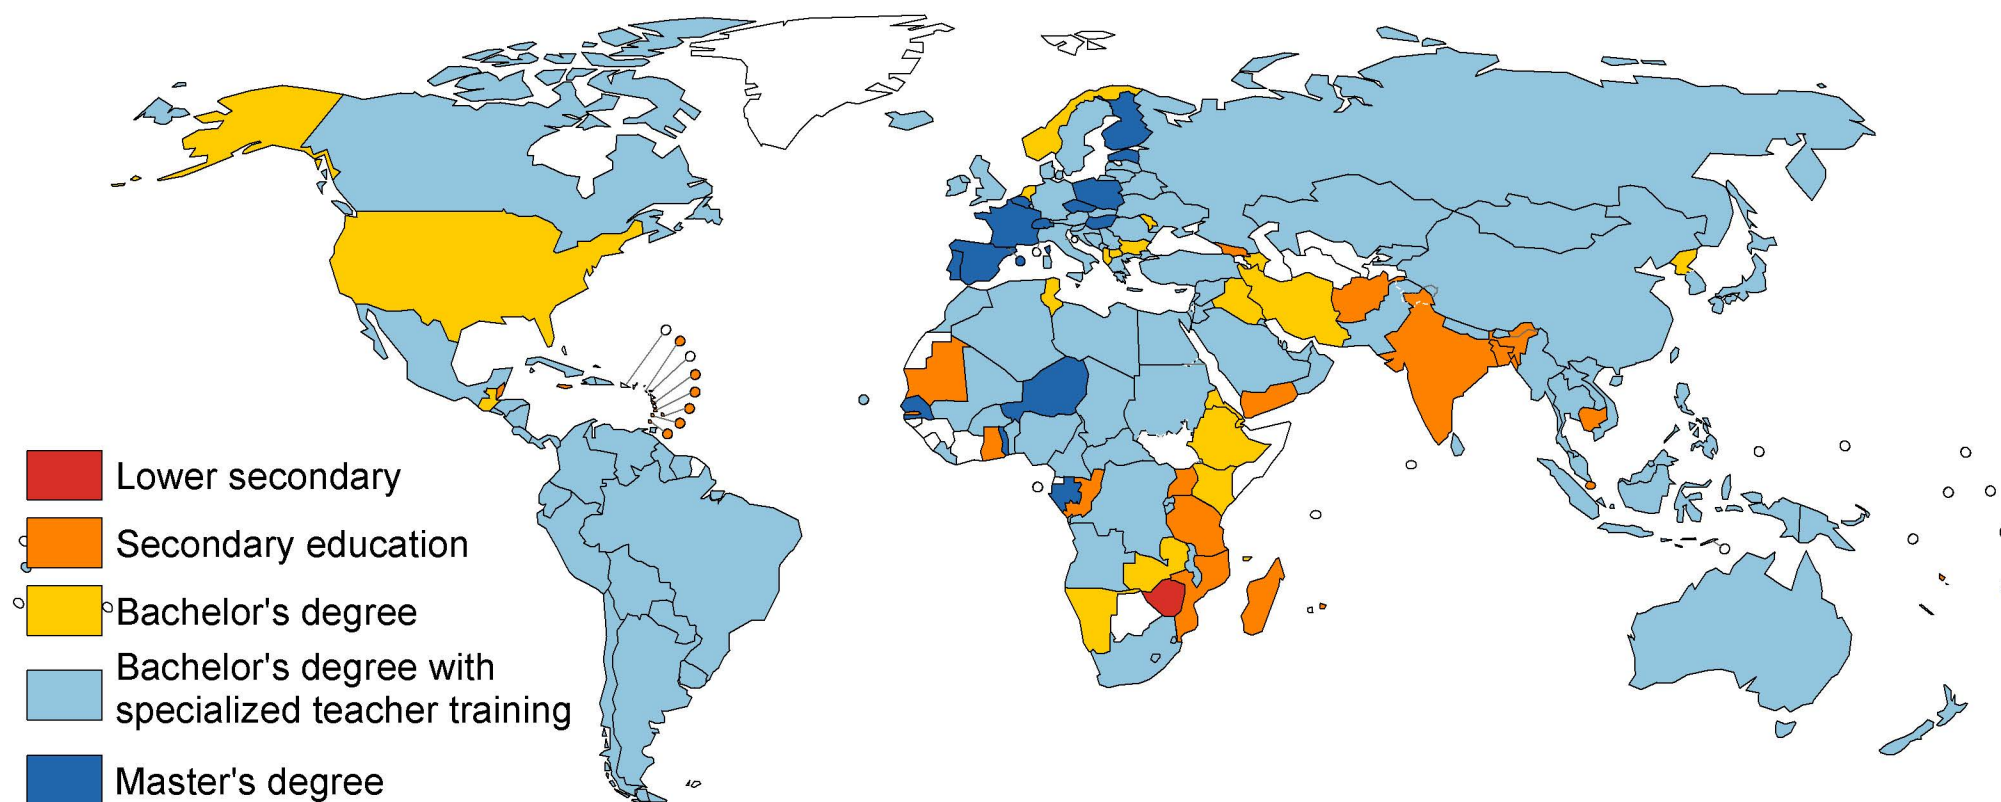 Lower secondary
Secondary education
Bachelor's degree
Bachelor's degree with
specialized teacher training
Master's degree